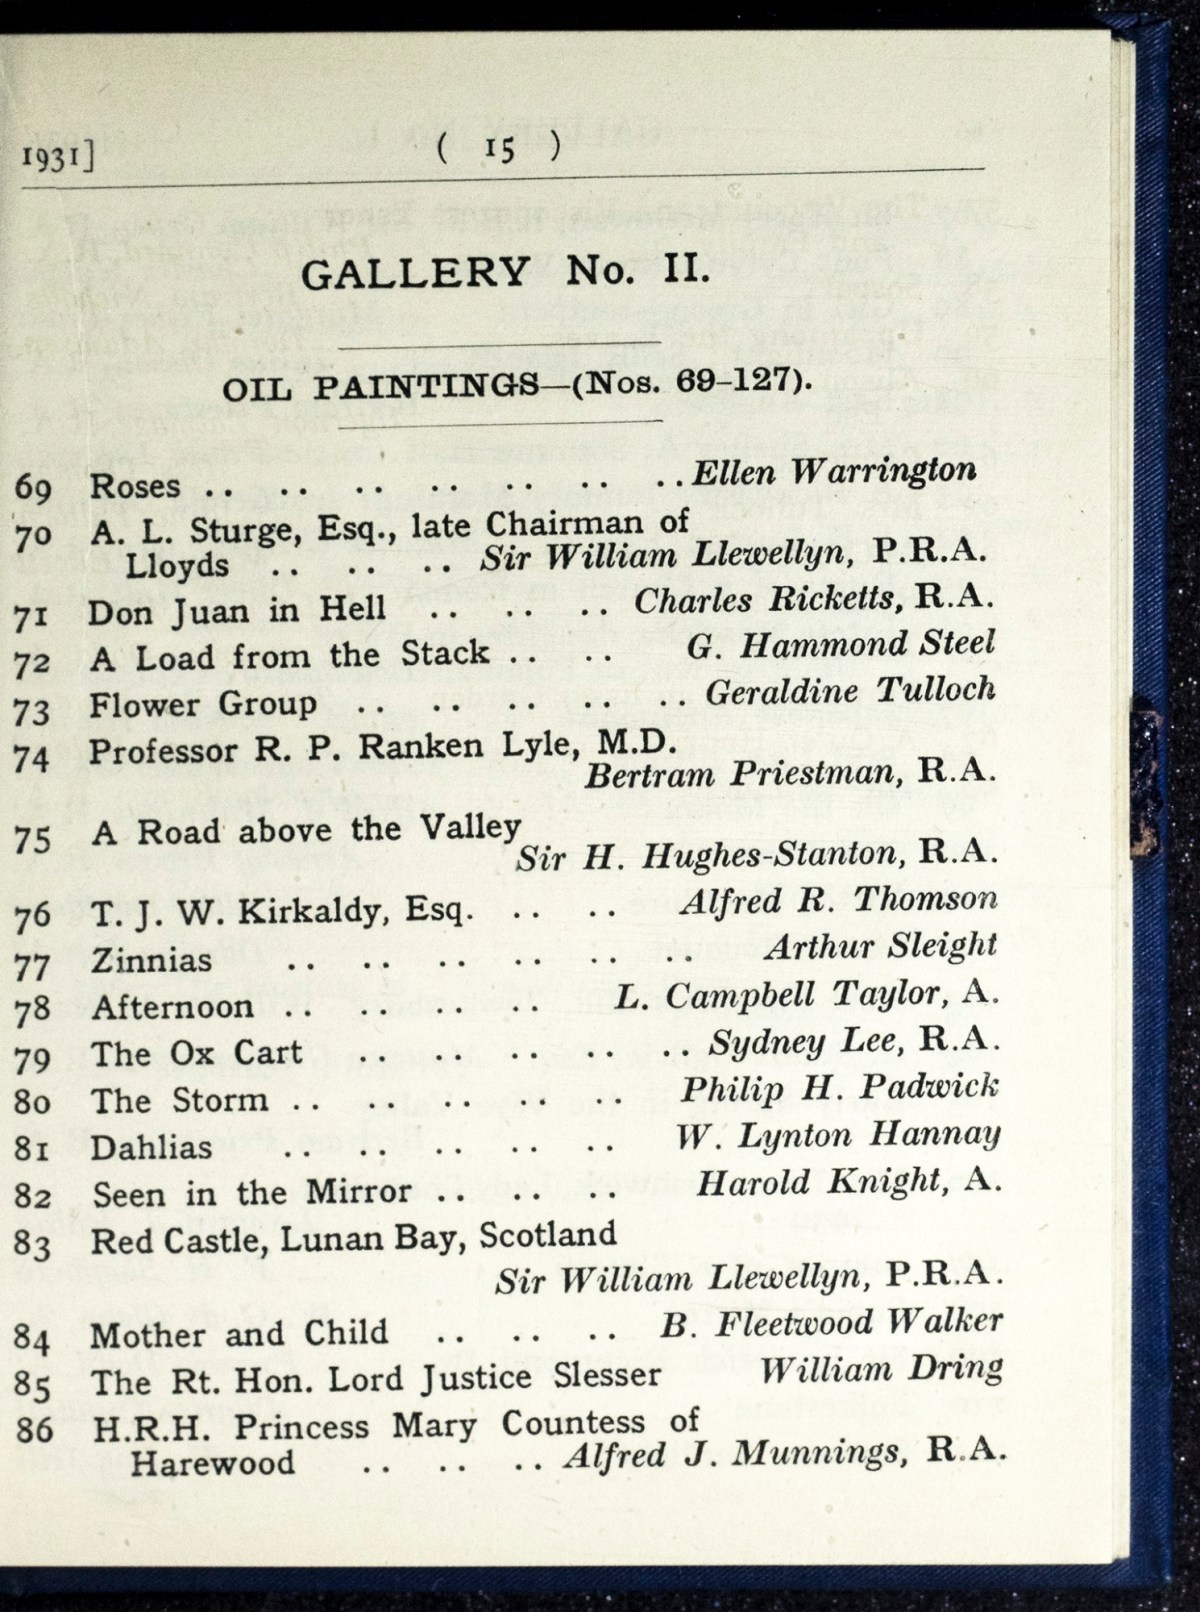 1931] ( 15 )
GALLERY No. II.
OIL PAINTINGS—(Nos. 69-127).
69 Roses .. .. .. .. .. .. .. Ellen Warrington
70 A. L. Sturge, Esq., late Chairman of
Lloyds .. .. .. Sir William Llewellyn, P.R.A.
71 Don Juan in Hell .. .. .. Charles Ricketts, R.A.
72 A Load from the Stack .. .. G. Hammond Steel
73 Flower Group .. .. .. .. .. Geraldine Tulloch
74 Professor R. P. Ranken Lyle, M.D.
Bertram Priestman, R.A.
75 A Road above the Valley
Sir H. Hughes-Stanton, R.A.
76 T. J. W. Kirkaldy, Esq. .. .. Alfred R. Thomson
77 Zinnias .. .. .. .. .. .. Arthur Sleight
78 Afternoon .. .. .. .. L. Campbell Taylor, A.
79 The Ox Cart .. .. .. .. .. Sydney Lee, R.A.
80 The Storm .. .. .. .. .. Philip H. Padwick
81 Dahlias .. .. .. .. .. W. Lynton Hannay
82 Seen in the Mirror .. .. .. Harold Knight, A.
83 Red Castle, Lunan Bay, Scotland
Sir William Llewellyn, P.R.A.
84 Mother and Child .. .. .. B. Fleetwood Walker
85 The Rt. Hon. Lord Justice Slesser William Dring
86 H.R.H. Princess Mary Countess of
Harewood .. .. .. Alfred J. Munnings, R.A.